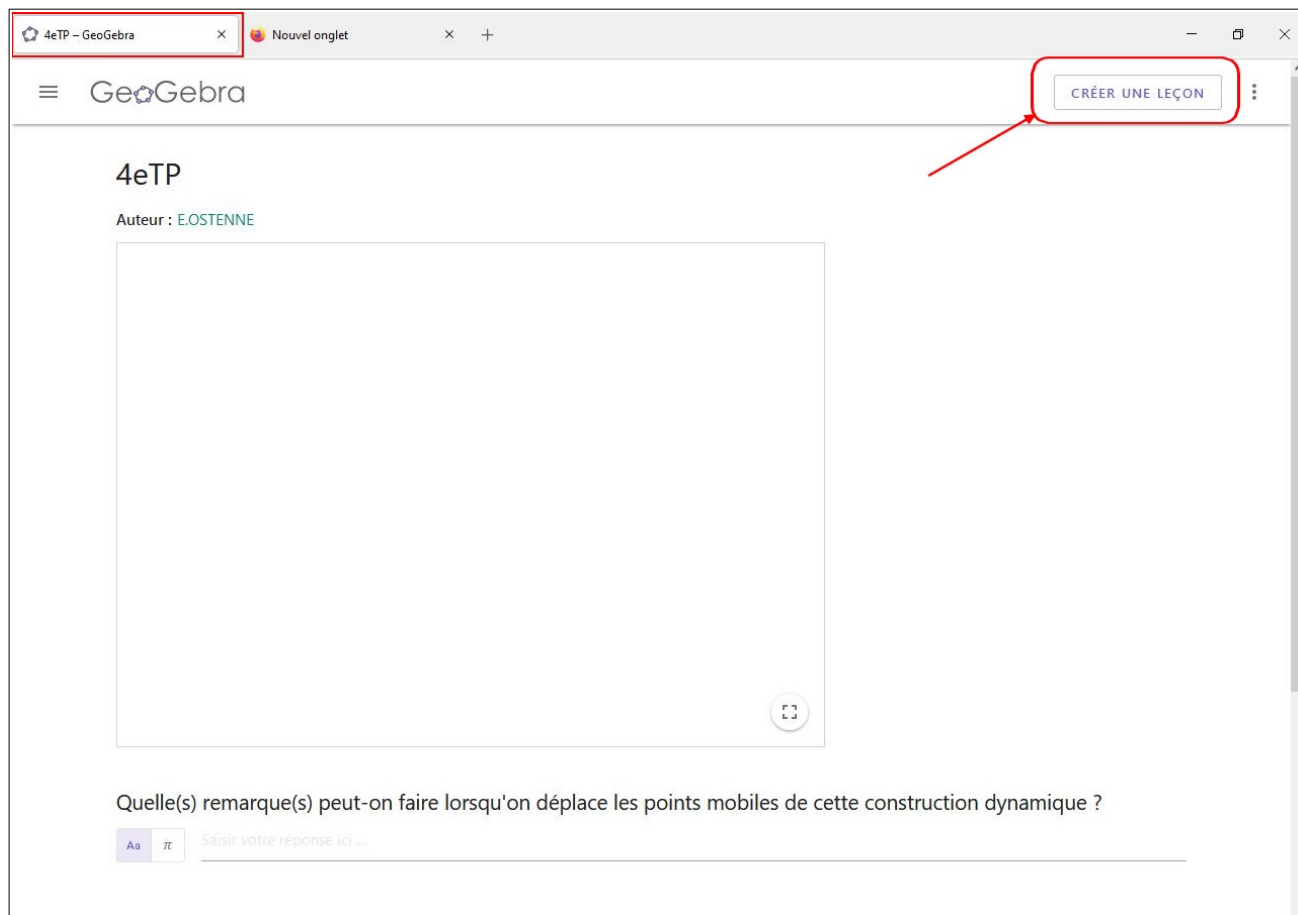 4eTP – GeoGebra
Nouvel onglet
GeoGebra
CRÉER UNE LEÇON
4eTP
Auteur : E.OSTENNE
Quelle(s) remarque(s) peut-on faire lorsqu'on déplace les points mobiles de cette construction dynamique ?
Aa π Saisir votre réponse ici ...